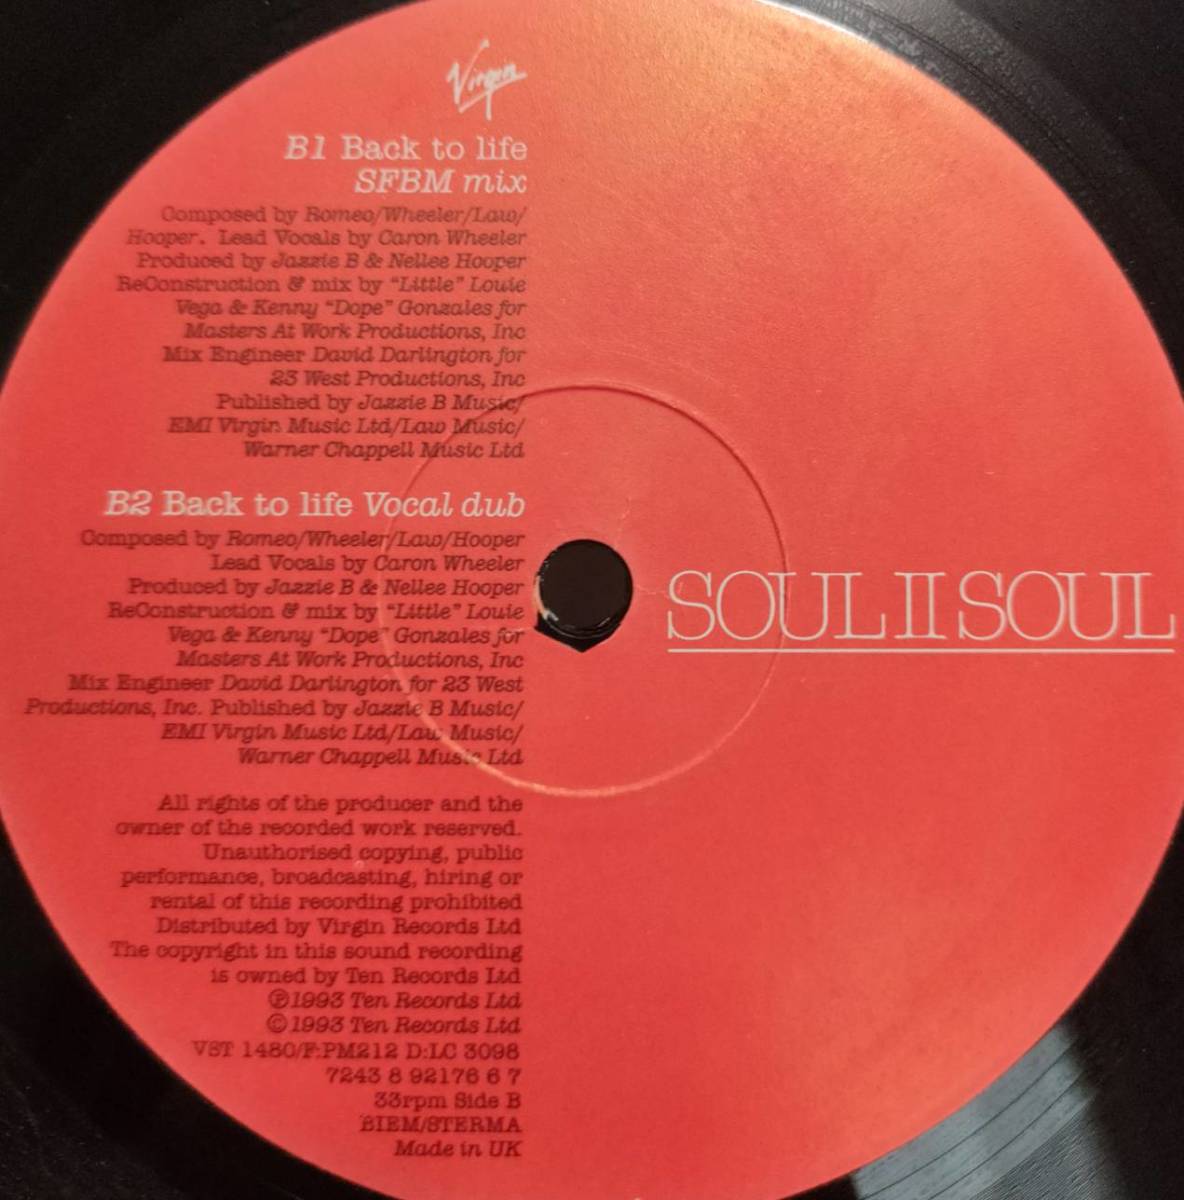 Virgin
B1 Back to life
SFBM mix
Composed by Romeo/Wheeler/Law/
Hooper. Lead Vocals by Caron Wheeler
Produced by Jazzie B & Nellee Hooper
ReConstruction & mix by "Little" Louie
Vega & Kenny "Dope" Gonzales for
Masters At Work Productions, Inc
Mix Engineer David Darlington for
23 West Productions, Inc
Published by Jazzie B Music/
EMI Virgin Music Ltd/Law Music/
Warner Chappell Music Ltd
B2 Back to life Vocal dub
Composed by Romeo/Wheeler/Law/Hooper
Lead Vocals by Caron Wheeler
Produced by Jazzie B & Nellee Hooper
ReConstruction & mix by "Little" Louie
Vega & Kenny "Dope" Gonzales for
Masters At Work Productions, Inc
Mix Engineer David Darlington for 23 West
Productions, Inc. Published by Jazzie B Music/
EMI Virgin Music Ltd/Law Music/
Warner Chappell Music Ltd
All rights of the producer and the
owner of the recorded work reserved.
Unauthorised copying, public
performance, broadcasting, hiring or
rental of this recording prohibited
Distributed by Virgin Records Ltd
The copyright in this sound recording
is owned by Ten Records Ltd
℗1993 Ten Records Ltd
©1993 Ten Records Ltd
VST 1480/F:PM212 D:LC 3098
7243 8 92176 6 7
33rpm Side B
BIEM/STERMA
Made in UK
SOUL II SOUL